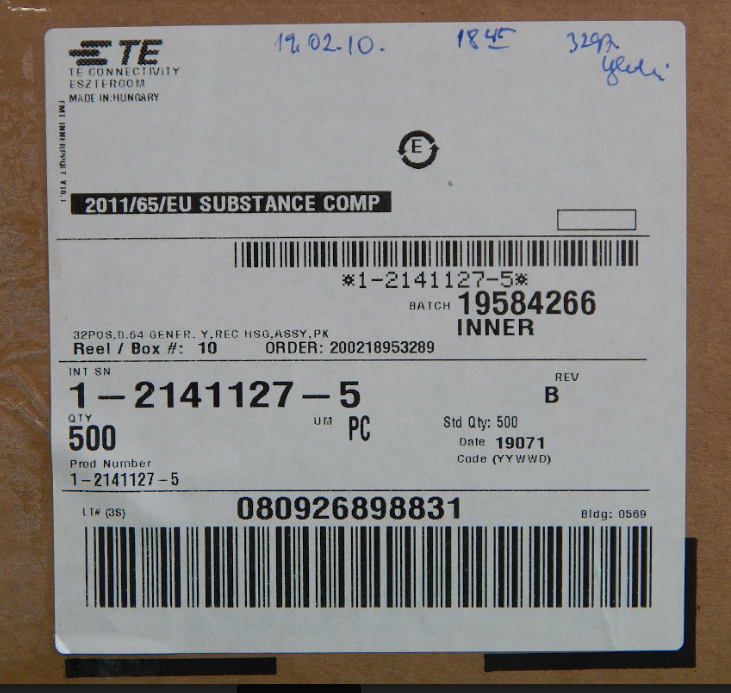 19.02.10. 1845
TE
TE CONNECTIVITY
ESZTERGOM
MADE IN:HUNGARY
E
2011/65/EU SUBSTANCE COMP
*1-2141127-5*
BATCH 19584266
INNER
32POS,0.64 GENER. Y,REC HSG,ASSY,PK
Reel / Box #: 10 ORDER: 200218953289
INT SN
1-2141127-5
REV
B
QTY
500
UM PC
Std Qty: 500
Date 19071
Code (YYWWD)
Prod Number
1-2141127-5
LT# (3S) 080926898831 Bldg: 0569